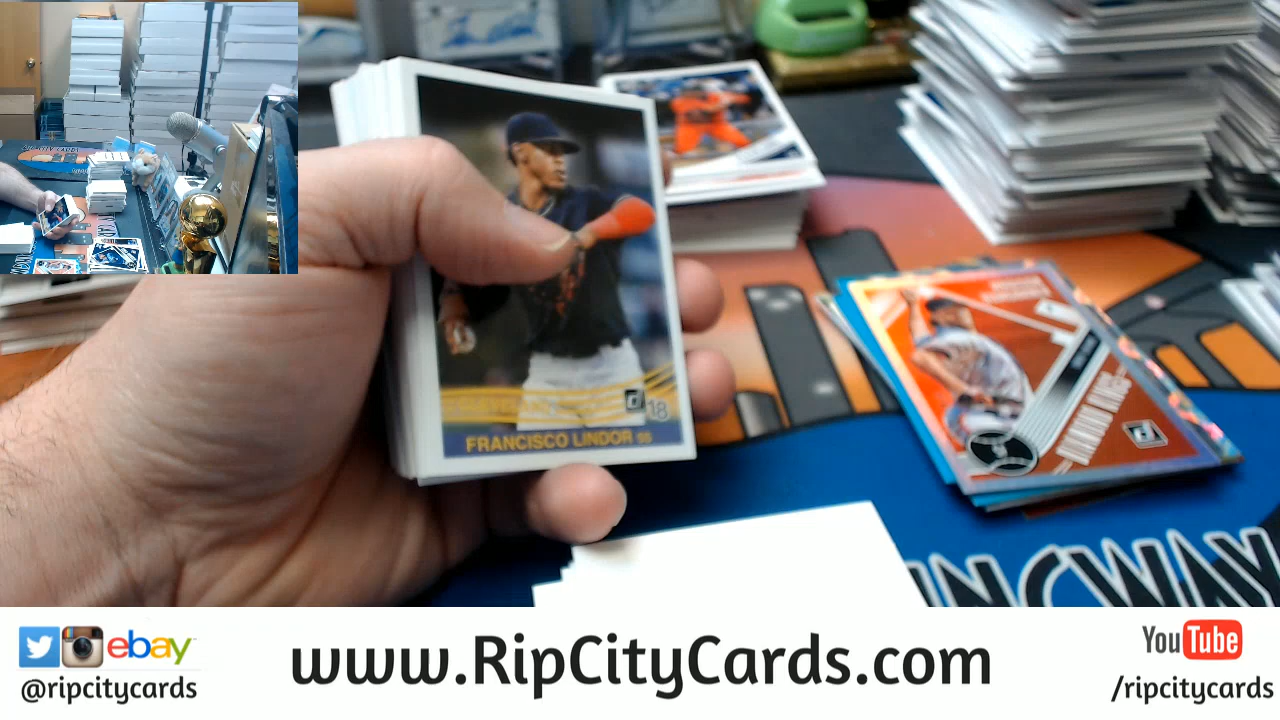 FRANCISCO LINDOR SS
18
DIAMOND KINGS
ebay
@ripcitycards
www.RipCityCards.com
YouTube
/ripcitycards